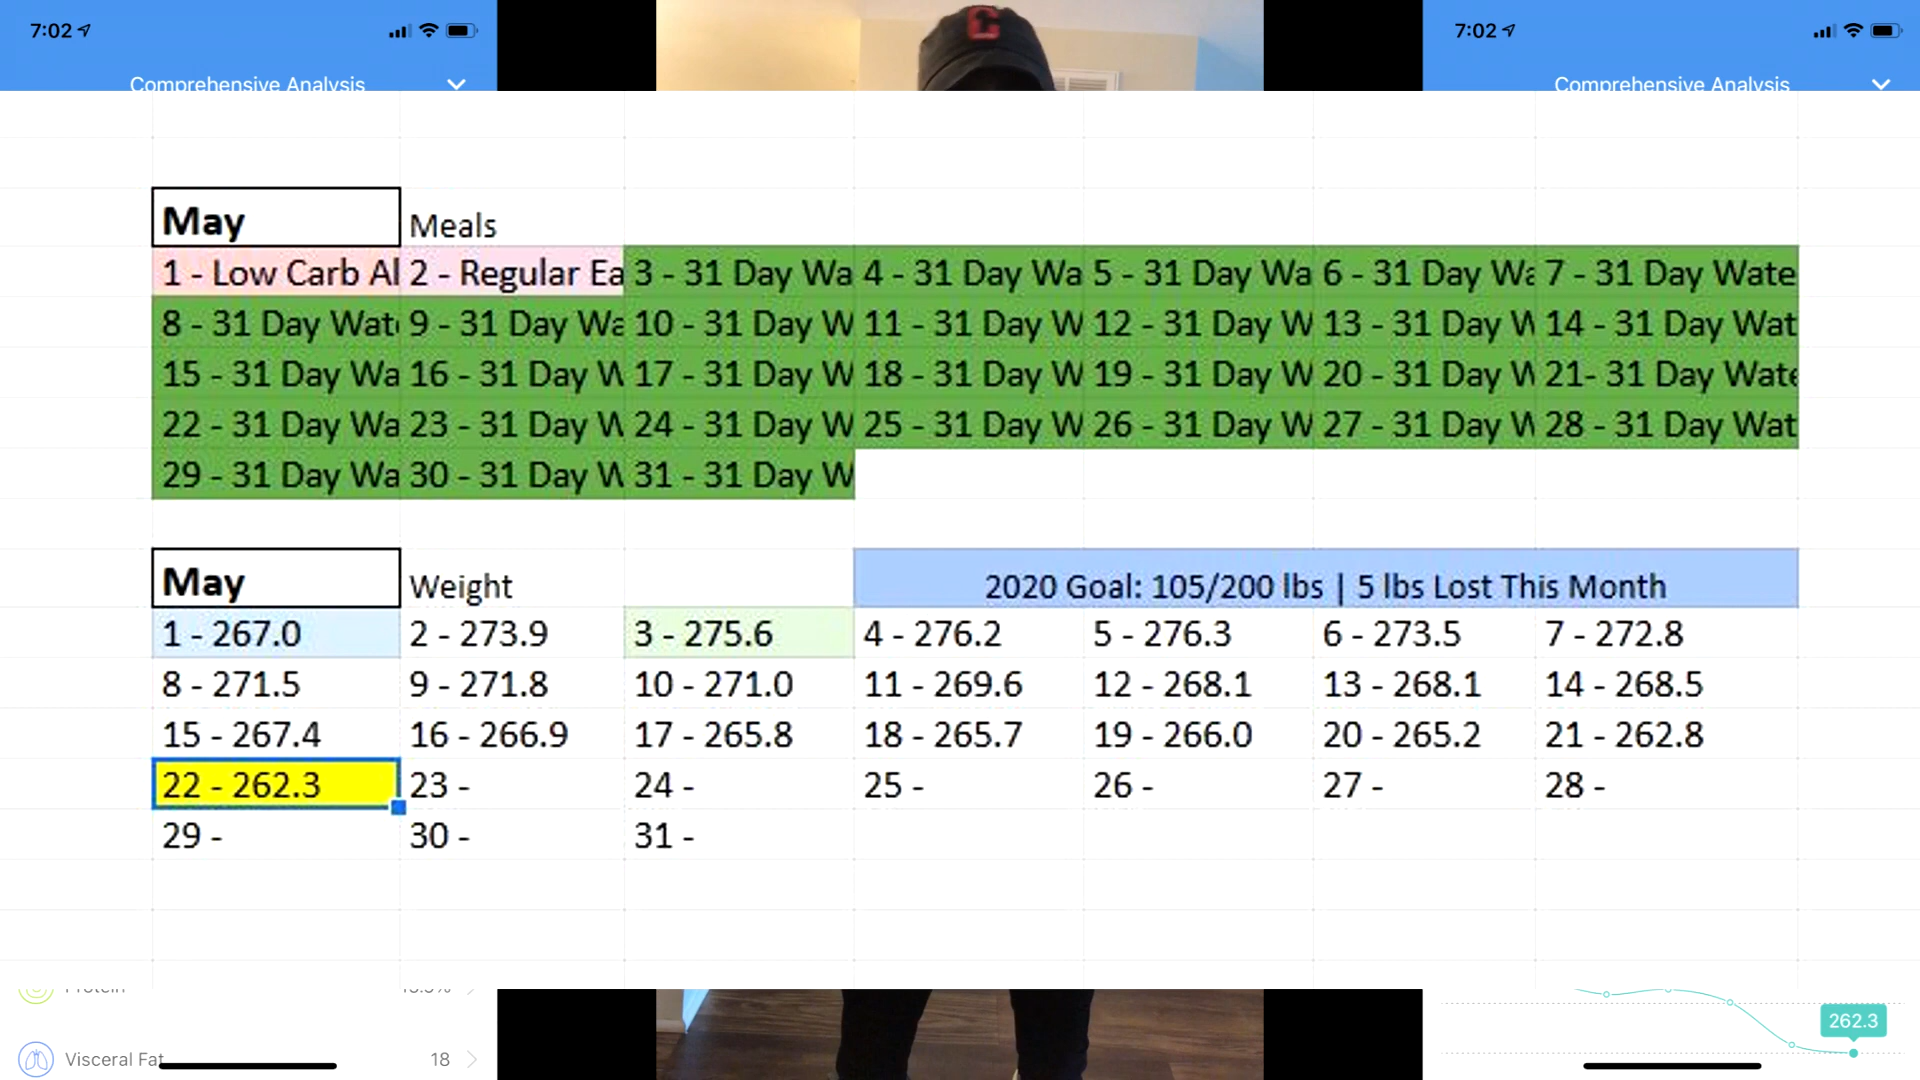 7:02
7:02
Comprehensive Analysis
Comprehensive Analysis
C
May Meals
1 - Low Carb Al 2 - Regular Ea 3 - 31 Day Wa 4 - 31 Day Wa 5 - 31 Day Wa 6 - 31 Day Wa 7 - 31 Day Wate
8 - 31 Day Wate 9 - 31 Day Wa 10 - 31 Day W 11 - 31 Day W 12 - 31 Day W 13 - 31 Day W 14 - 31 Day Wat
15 - 31 Day Wa 16 - 31 Day W 17 - 31 Day W 18 - 31 Day W 19 - 31 Day W 20 - 31 Day W 21- 31 Day Wate
22 - 31 Day Wa 23 - 31 Day W 24 - 31 Day W 25 - 31 Day W 26 - 31 Day W 27 - 31 Day W 28 - 31 Day Wat
29 - 31 Day Wa 30 - 31 Day W 31 - 31 Day W
May Weight 2020 Goal: 105/200 lbs | 5 lbs Lost This Month
1 - 267.0 2 - 273.9 3 - 275.6 4 - 276.2 5 - 276.3 6 - 273.5 7 - 272.8
8 - 271.5 9 - 271.8 10 - 271.0 11 - 269.6 12 - 268.1 13 - 268.1 14 - 268.5
15 - 267.4 16 - 266.9 17 - 265.8 18 - 265.7 19 - 266.0 20 - 265.2 21 - 262.8
22 - 262.3 23 - 24 - 25 - 26 - 27 - 28 -
29 - 30 - 31 -
Protein
262.3
Visceral Fat 18